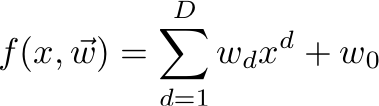 f(x, \vec{w}) = \sum_{d=1}^{D} w_d x^d + w_0